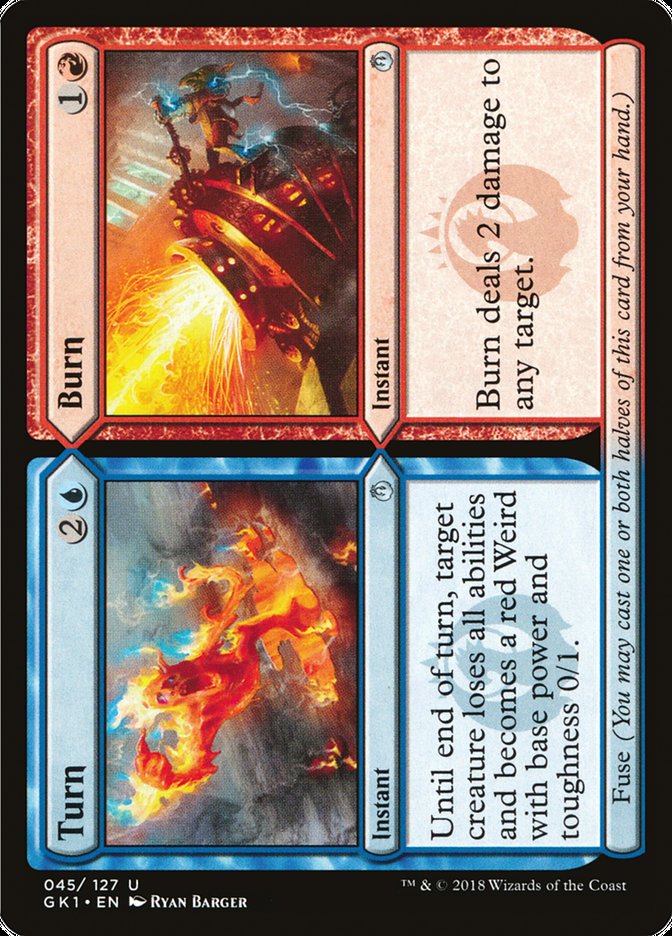 Turn
2
Instant
Until end of turn, target
creature loses all abilities
and becomes a red Weird
with base power and
toughness 0/1.
Burn
1
Instant
Burn deals 2 damage to
any target.
Fuse (You may cast one or both halves of this card from your hand.)
045/127 U
GK1 • EN Ryan Barger
™ & © 2018 Wizards of the Coast